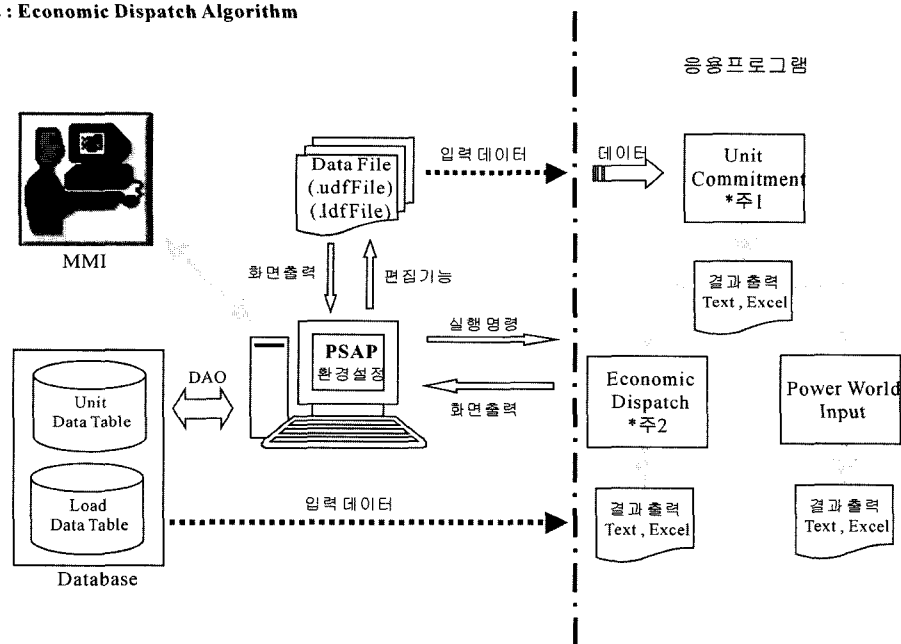 : Economic Dispatch Algorithm
응용프로그램
입력 데이터
데이터
Data File
(.udfFile)
(.ldfFile)
Unit
Commitment
*주1
MMI
화면출력
편집기능
결과 출력
Text , Excel
실행 명령
PSAP
환경설정
DAO
화면출력
Unit
Data Table
Economic
Dispatch
*주2
Power World
Input
Load
Data Table
입력 데이터
결과 출력
Text , Excel
결과 출력
Text , Excel
Database